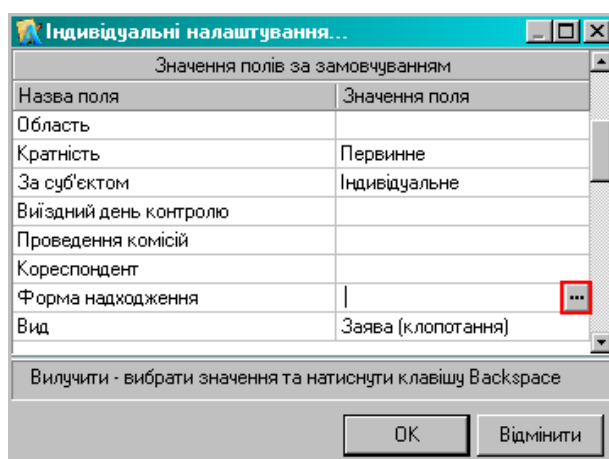 Індивідуальні налаштування...
Значення полів за замовчуванням
Назва поля Значення поля
Область
Кратність Первинне
За суб'єктом Індивідуальне
Виїздний день контролю
Проведення комісій
Кореспондент
Форма надходження ...
Вид Заява (клопотання)
Вилучити - вибрати значення та натиснути клавішу Backspace
OK Відмінити